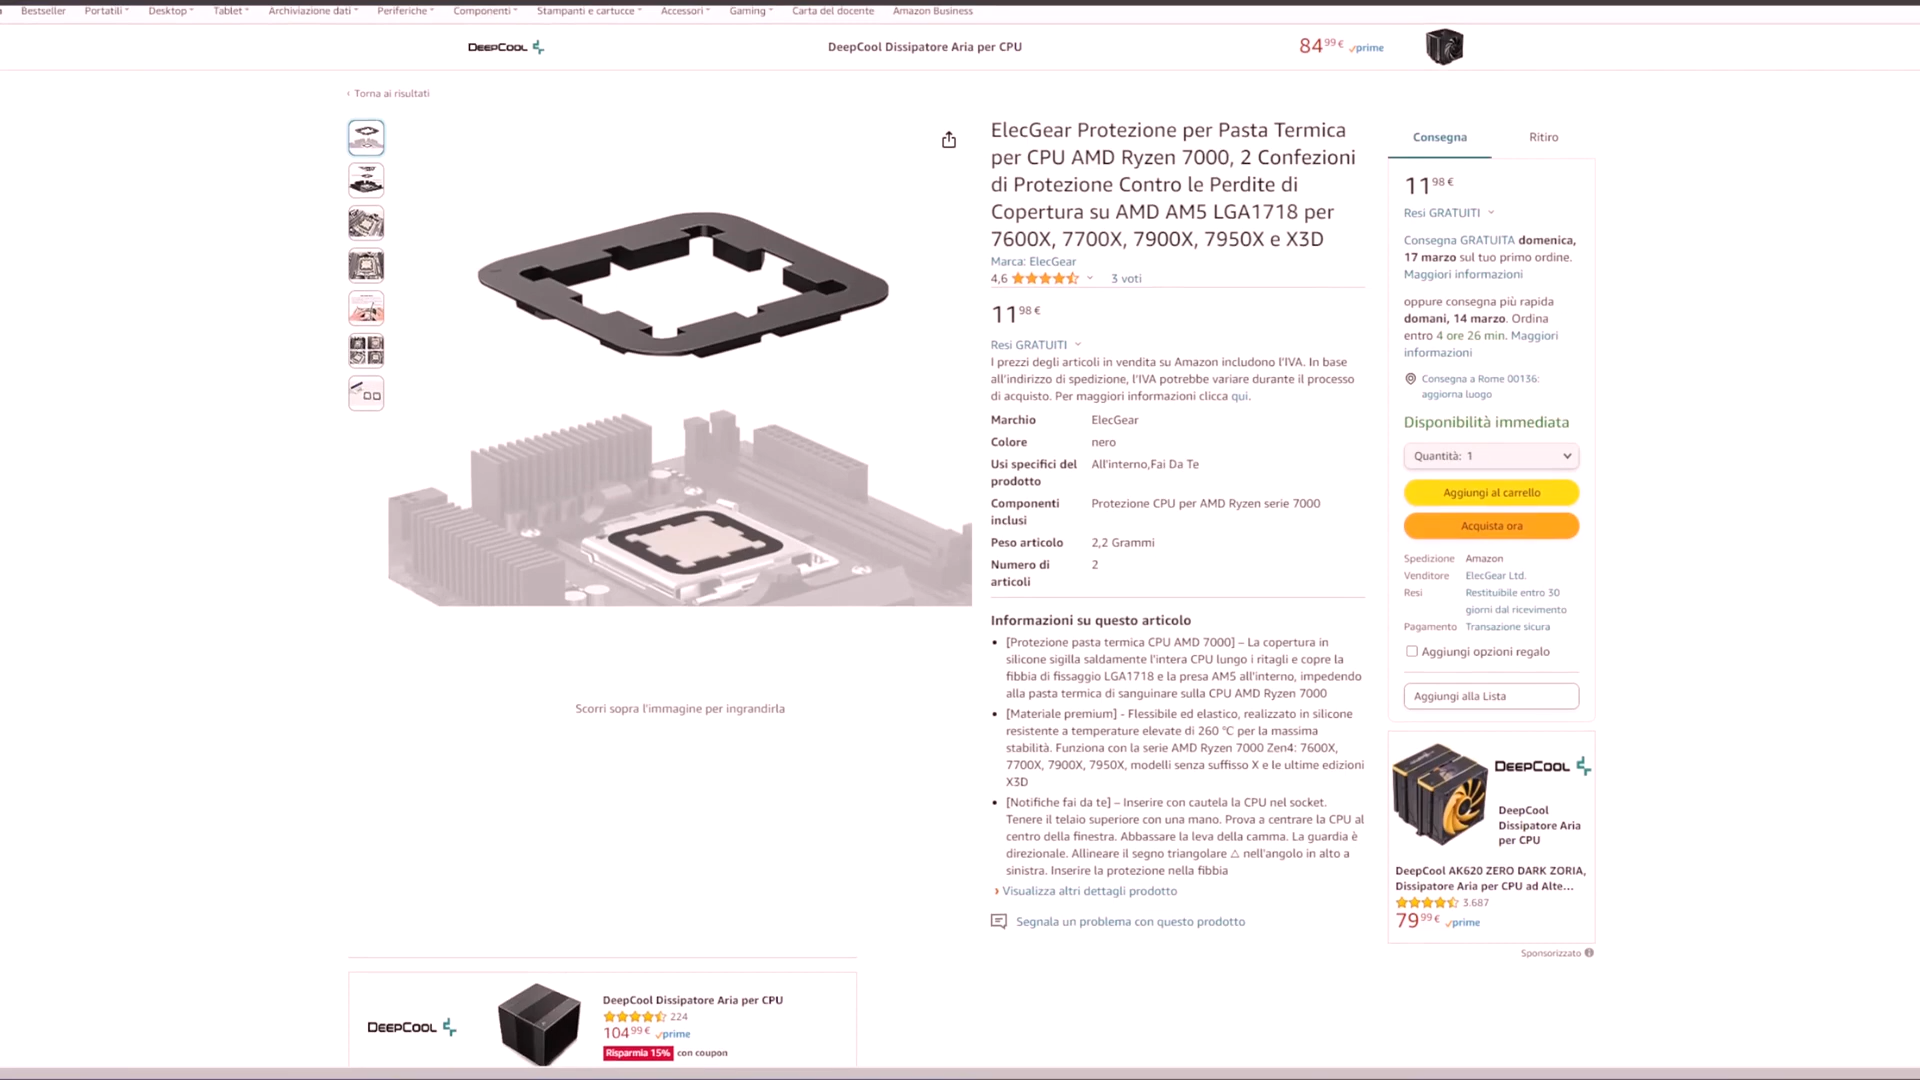 Bestseller Portatili Desktop Tablet Archiviazione dati Periferiche Componenti Stampanti e cartucce Accessori Gaming Carta del docente Amazon Business
DEEPCOOL
DeepCool Dissipatore Aria per CPU
84,99 € prime
‹ Torna ai risultati
ElecGear Protezione per Pasta Termica
per CPU AMD Ryzen 7000, 2 Confezioni
di Protezione Contro le Perdite di
Copertura su AMD AM5 LGA1718 per
7600X, 7700X, 7900X, 7950X e X3D
Marca: ElecGear
4,6 3 voti
11 98 €
Resi GRATUITI
I prezzi degli articoli in vendita su Amazon includono l'IVA. In base
all'indirizzo di spedizione, l'IVA potrebbe variare durante il processo
di acquisto. Per maggiori informazioni clicca qui.
Marchio ElecGear
Colore nero
Usi specifici del All'interno,Fai Da Te
prodotto
Componenti Protezione CPU per AMD Ryzen serie 7000
inclusi
Peso articolo 2,2 Grammi
Numero di 2
articoli
Informazioni su questo articolo
• [Protezione pasta termica CPU AMD 7000] – La copertura in
silicone sigilla saldamente l'intera CPU lungo i ritagli e copre la
fibbia di fissaggio LGA1718 e la presa AM5 all'interno, impedendo
alla pasta termica di sanguinare sulla CPU AMD Ryzen 7000
• [Materiale premium] - Flessibile ed elastico, realizzato in silicone
resistente a temperature elevate di 260 °C per la massima
stabilità. Funziona con la serie AMD Ryzen 7000 Zen4: 7600X,
7700X, 7900X, 7950X, modelli senza suffisso X e le ultime edizioni
X3D
• [Notifiche fai da te] – Inserire con cautela la CPU nel socket.
Tenere il telaio superiore con una mano. Prova a centrare la CPU al
centro della finestra. Abbassare la leva della camma. La guardia è
direzionale. Allineare il segno triangolare △ nell'angolo in alto a
sinistra. Inserire la protezione nella fibbia
› Visualizza altri dettagli prodotto
Segnala un problema con questo prodotto
Scorri sopra l'immagine per ingrandirla
Consegna Ritiro
11 98 €
Resi GRATUITI
Consegna GRATUITA domenica,
17 marzo sul tuo primo ordine.
Maggiori informazioni
oppure consegna più rapida
domani, 14 marzo. Ordina
entro 4 ore 26 min. Maggiori
informazioni
Consegna a Rome 00136:
aggiorna luogo
Disponibilità immediata
Quantità: 1
Aggiungi al carrello
Acquista ora
Spedizione Amazon
Venditore ElecGear Ltd.
Resi Restituibile entro 30
giorni dal ricevimento
Pagamento Transazione sicura
Aggiungi opzioni regalo
Aggiungi alla Lista
DEEPCOOL
DeepCool
Dissipatore Aria
per CPU
DeepCool AK620 ZERO DARK ZORIA,
Dissipatore Aria per CPU ad Alte...
3.687
79 99 € prime
Sponsorizzato
DEEPCOOL
DeepCool Dissipatore Aria per CPU
224
104 99 € prime
Risparmia 15% con coupon